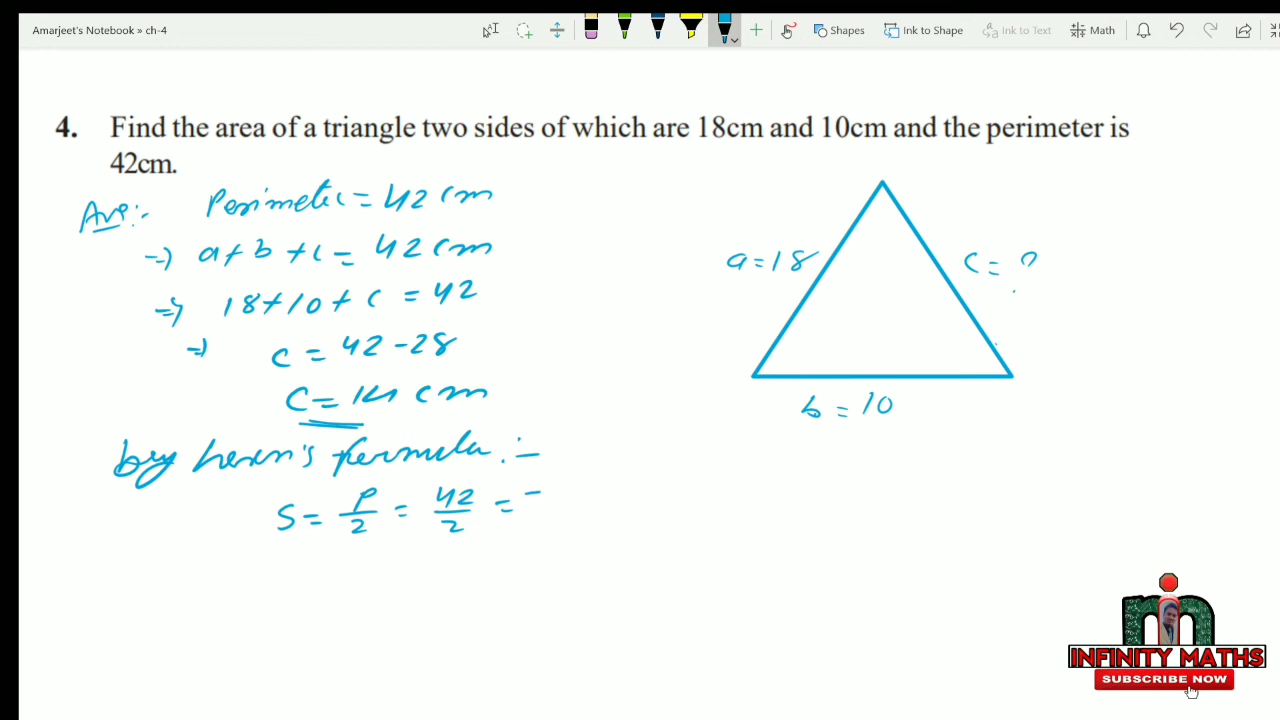 Amarjeet's Notebook » ch-4
Shapes
Ink to Shape
Ink to Text
Math
4. Find the area of a triangle two sides of which are 18cm and 10cm and the perimeter is
42cm.
Ans:- Perimeter = 42 cm
=> a + b + c = 42 cm
=> 18 + 10 + c = 42
=> c = 42 - 28
c = 14 cm
by heron's formula :-
S = P/2 = 42/2 =
a = 18
c = ?
b = 10
INFINITY MATHS
SUBSCRIBE NOW